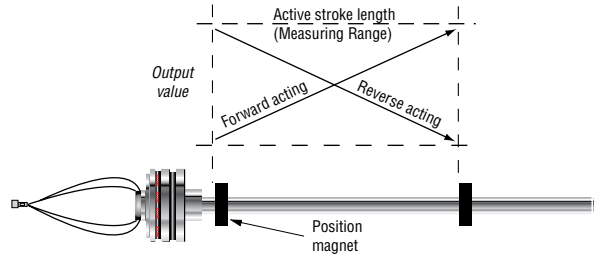 Active stroke length
(Measuring Range)
Output
value
Forward acting
Reverse acting
Position
magnet